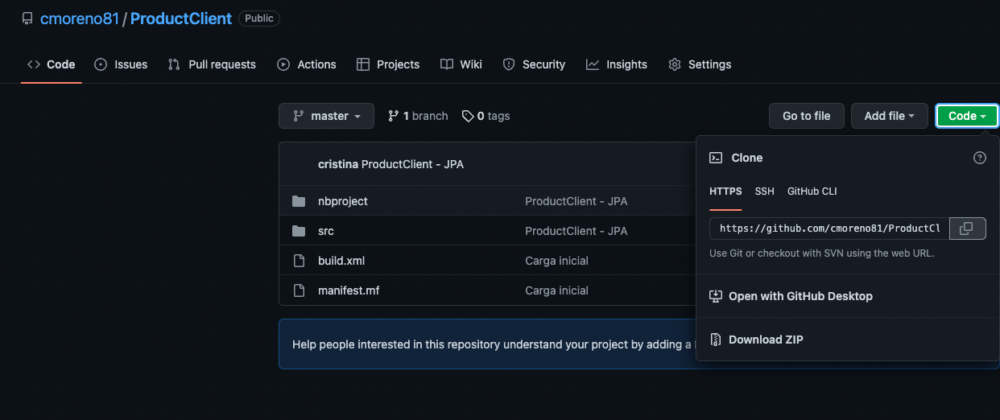 cmoreno81 / ProductClient Public
Code Issues Pull requests Actions Projects Wiki Security Insights Settings
master 1 branch 0 tags Go to file Add file Code
cristina ProductClient - JPA
nbproject ProductClient - JPA
src ProductClient - JPA
build.xml Carga inicial
manifest.mf Carga inicial
Help people interested in this repository understand your project by adding a
Clone
HTTPS SSH GitHub CLI
https://github.com/cmoreno81/ProductCl
Use Git or checkout with SVN using the web URL.
Open with GitHub Desktop
Download ZIP